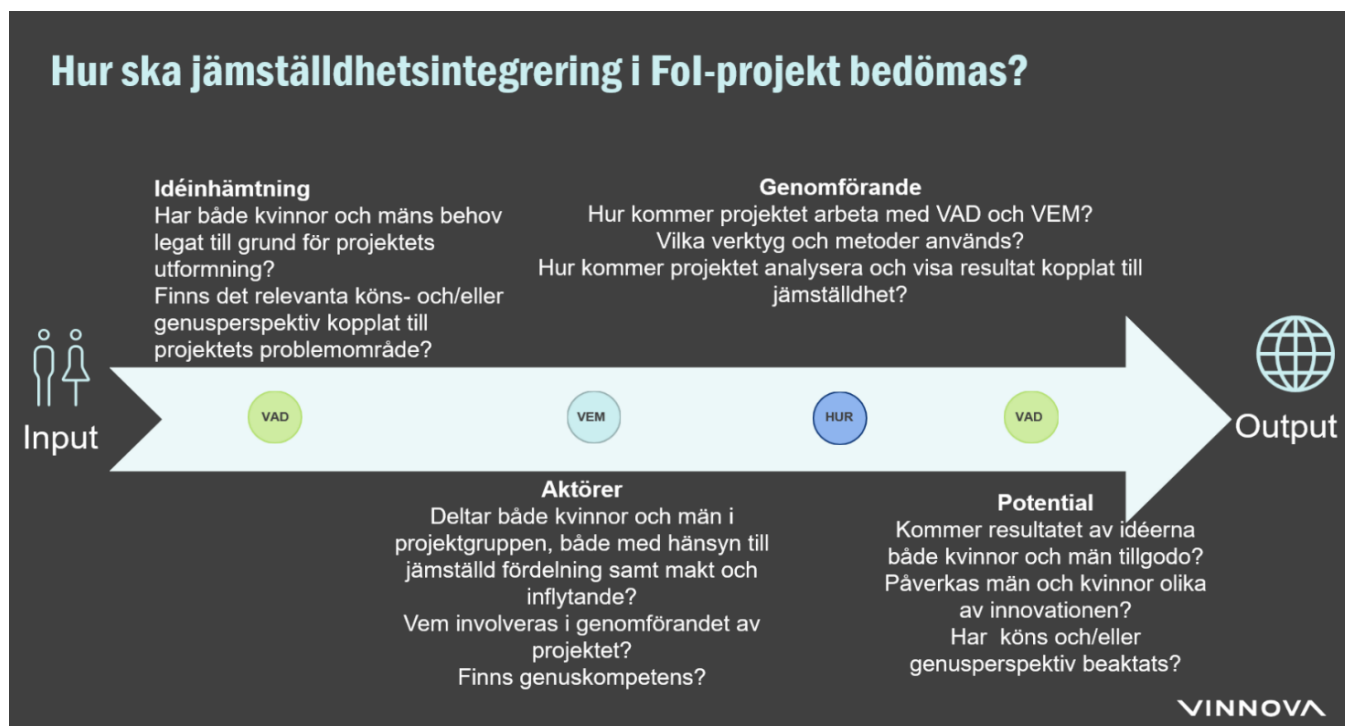 Hur ska jämställdhetsintegrering i FoI-projekt bedömas?
Idéinhämtning
Har både kvinnor och mäns behov
legat till grund för projektets
utformning?
Finns det relevanta köns- och/eller
genusperspektiv kopplat till
projektets problemområde?
Genomförande
Hur kommer projektet arbeta med VAD och VEM?
Vilka verktyg och metoder används?
Hur kommer projektet analysera och visa resultat kopplat till
jämställdhet?
Input
VAD
VEM
HUR
VAD
Output
Aktörer
Deltar både kvinnor och män i
projektgruppen, både med hänsyn till
jämställd fördelning samt makt och
inflytande?
Vem involveras i genomförandet av
projektet?
Finns genuskompetens?
Potential
Kommer resultatet av idéerna
både kvinnor och män tillgodo?
Påverkas män och kvinnor olika
av innovationen?
Har köns och/eller
genusperspektiv beaktats?
VINNOVA